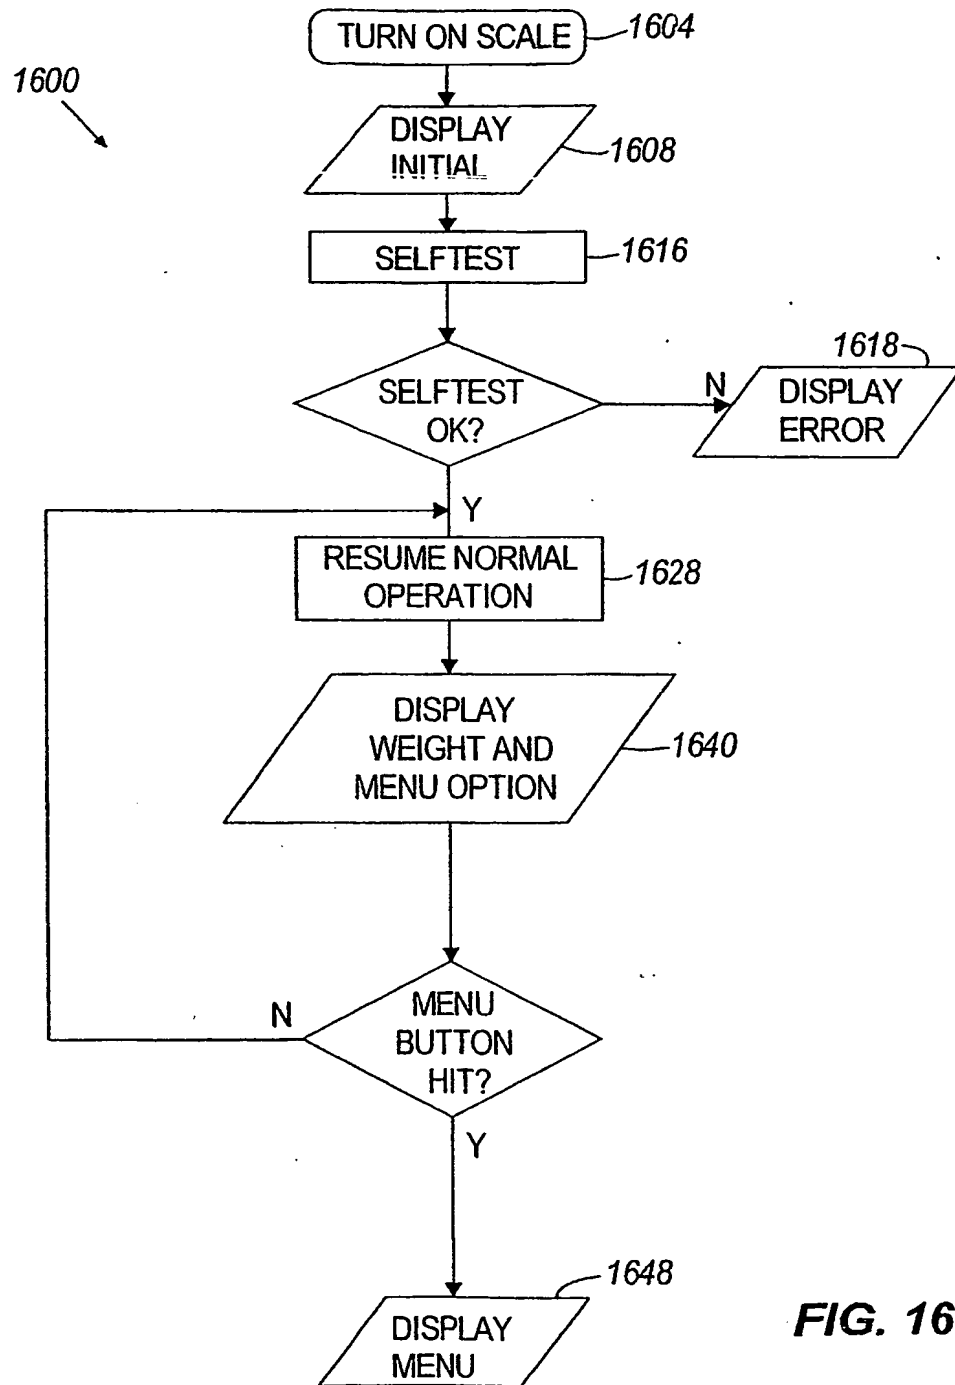 TURN ON SCALE
1604
1600
DISPLAY
INITIAL
1608
SELFTEST
1616
SELFTEST
OK?
N
1618
DISPLAY
ERROR
Y
RESUME NORMAL
OPERATION
1628
DISPLAY
WEIGHT AND
MENU OPTION
1640
N
MENU
BUTTON
HIT?
Y
1648
DISPLAY
MENU
FIG. 16